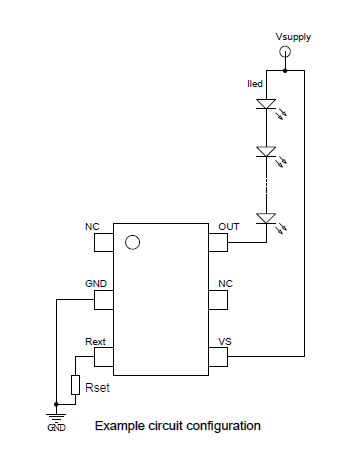 Vsupply
Iled
NC
OUT
GND
NC
Rext
VS
Rset
GND
Example circuit configuration